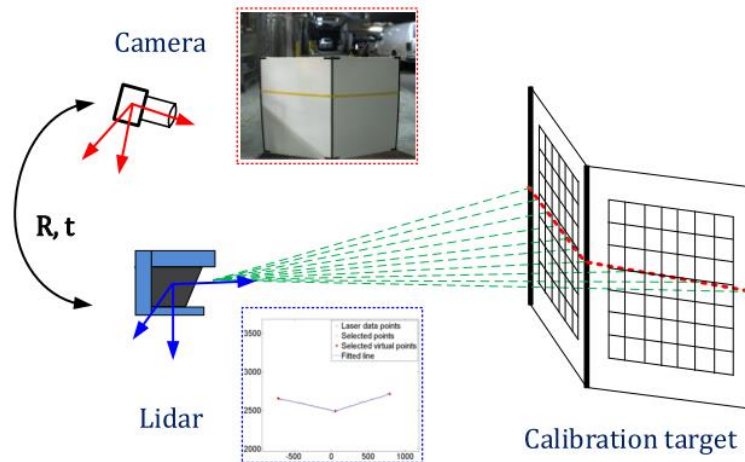 Camera
R, t
Lidar
3500
3000
2500
2000
-500
0
500
1000
Laser data points
Selected points
Selected virtual points
Fitted line
Calibration target